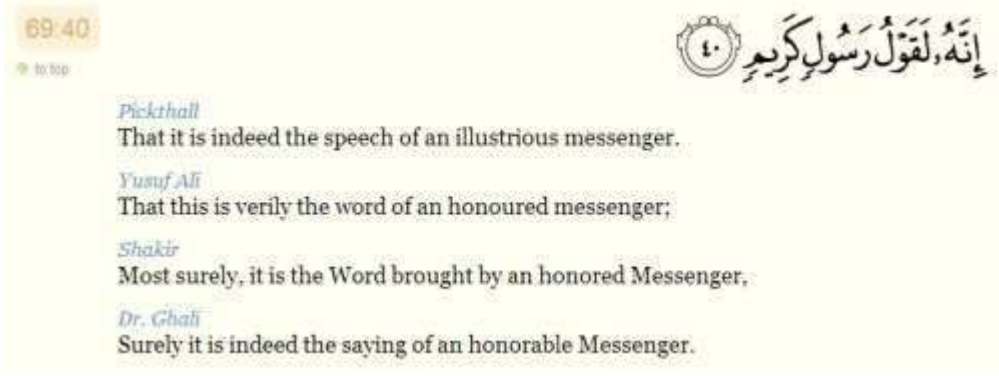 69:40
إِنَّهُۥ لَقَوْلُ رَسُولٍ كَرِيمٍ ٤٠
to top
Pickthall
That it is indeed the speech of an illustrious messenger.
Yusuf Ali
That this is verily the word of an honoured messenger;
Shakir
Most surely, it is the Word brought by an honored Messenger,
Dr. Ghali
Surely it is indeed the saying of an honorable Messenger.